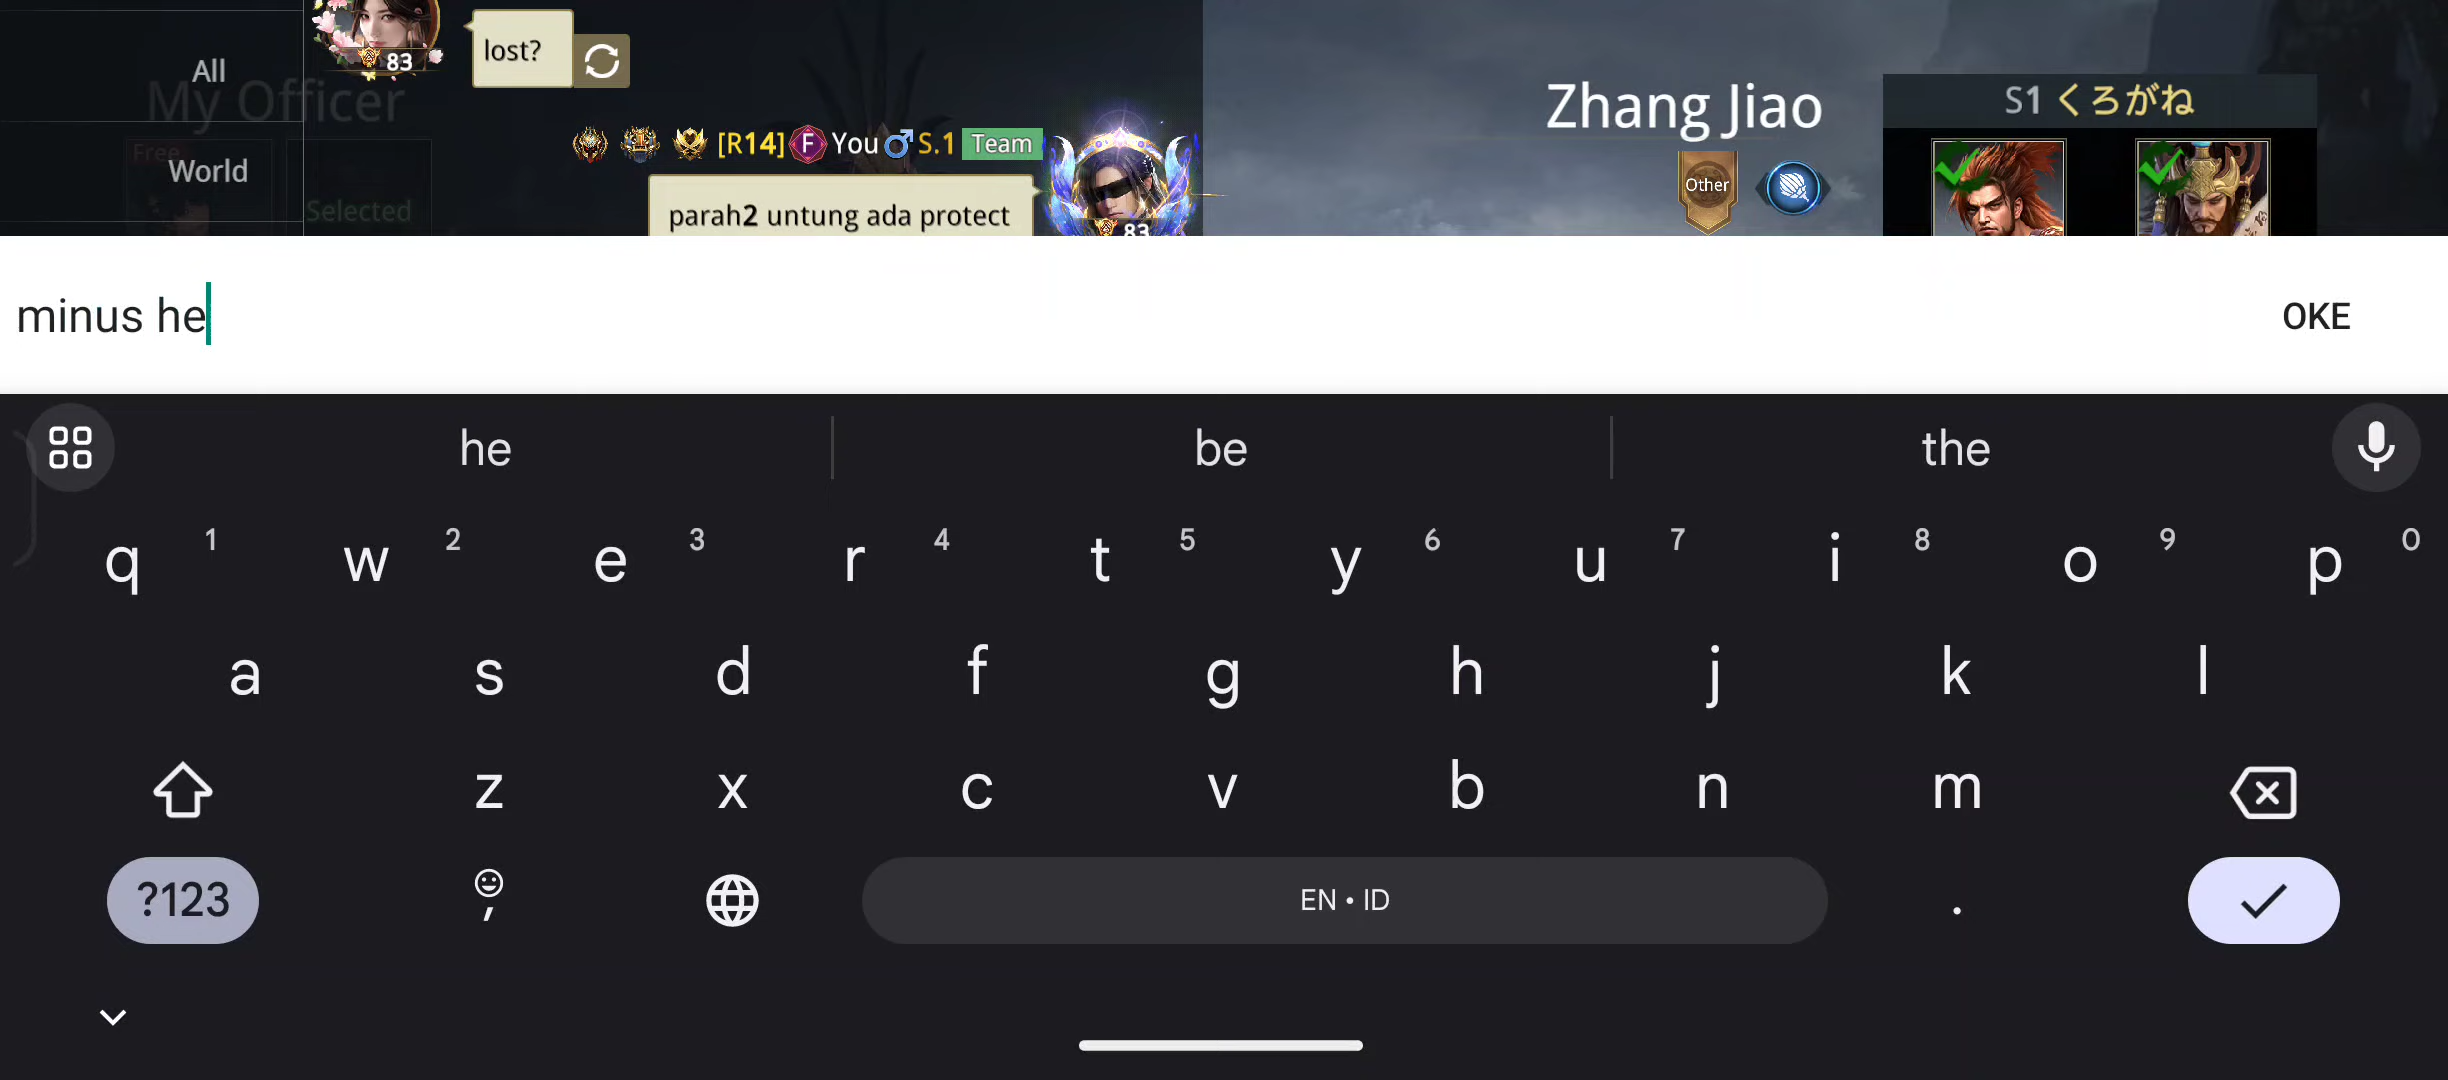 All
My Officer
Free
World
Selected
83
lost?
[R14] F You S.1 Team
parah2 untung ada protect
83
Zhang Jiao
Other
S1 くろがね
minus he
OKE
he be the
q 1 w 2 e 3 r 4 t 5 y 6 u 7 i 8 o 9 p 0
a s d f g h j k l
z x c v b n m
?123 , EN • ID .